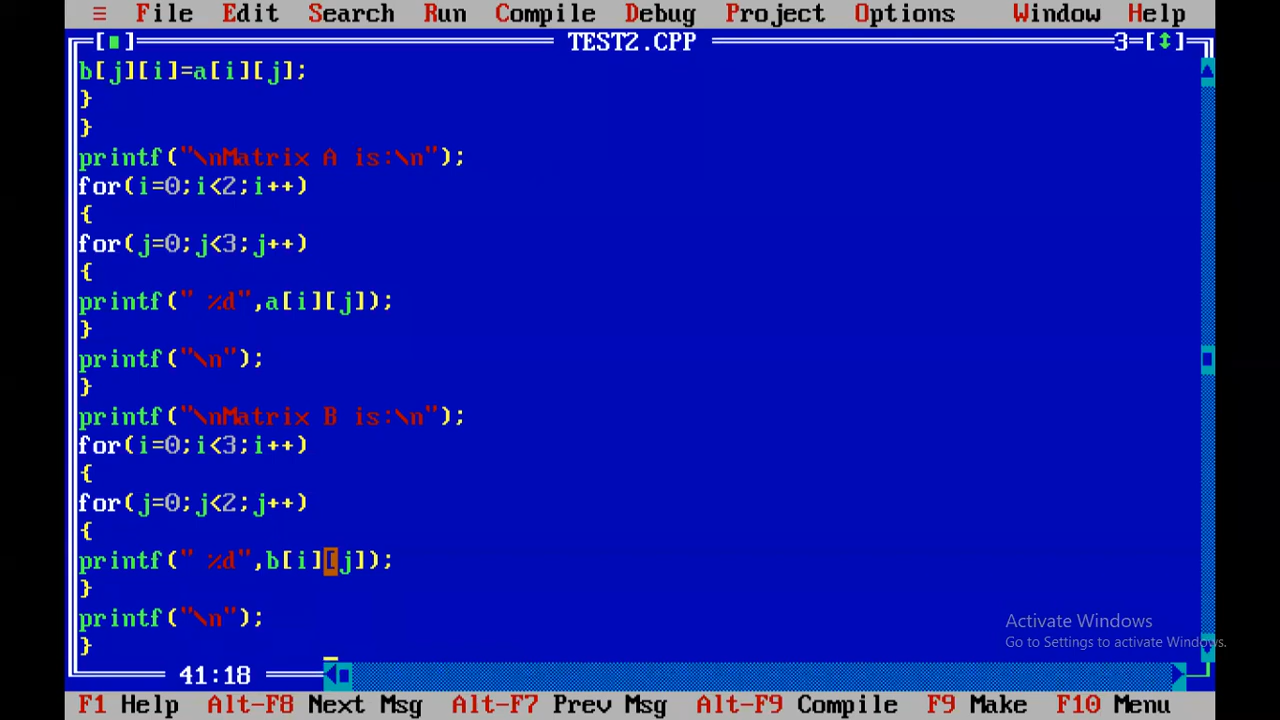 ≡ File Edit Search Run Compile Debug Project Options Window Help
[■] TEST2.CPP 3=[↕]
b[j][i]=a[i][j];
}
}
printf("\nMatrix A is:\n");
for(i=0;i<2;i++)
{
for(j=0;j<3;j++)
{
printf(" %d",a[i][j]);
}
printf("\n");
}
printf("\nMatrix B is:\n");
for(i=0;i<3;i++)
{
for(j=0;j<2;j++)
{
printf(" %d",b[i][j]);
}
printf("\n");
}
Activate Windows
Go to Settings to activate Windows.
41:18
F1 Help Alt-F8 Next Msg Alt-F7 Prev Msg Alt-F9 Compile F9 Make F10 Menu